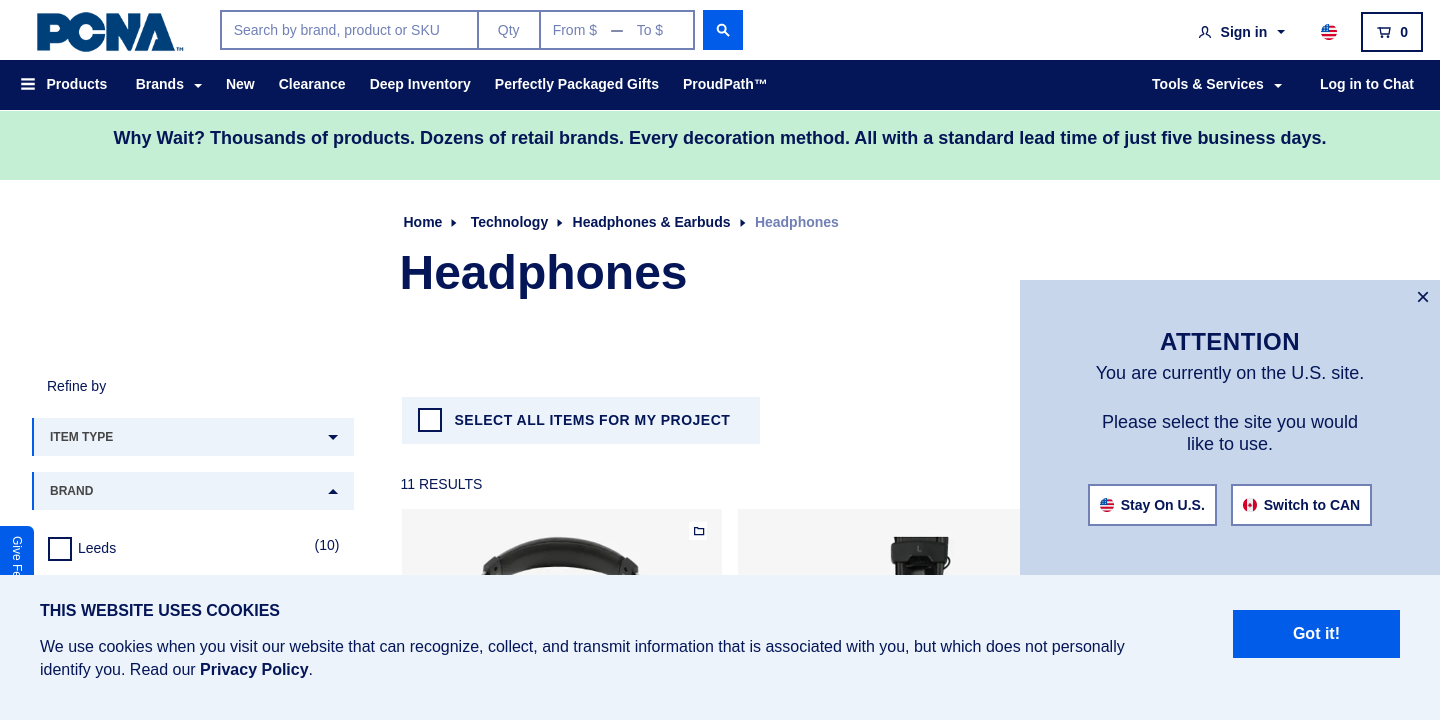 PCNA™
Search by brand, product or SKU
Qty
From $ — To $
Sign in
0
Products
Brands
New
Clearance
Deep Inventory
Perfectly Packaged Gifts
ProudPath™
Tools & Services
Log in to Chat
Why Wait? Thousands of products. Dozens of retail brands. Every decoration method. All with a standard lead time of just five business days.
Home
Technology
Headphones & Earbuds
Headphones
Headphones
×
ATTENTION
You are currently on the U.S. site.
Please select the site you would
like to use.
Stay On U.S.
Switch to CAN
Refine by
ITEM TYPE
BRAND
Leeds
(10)
SELECT ALL ITEMS FOR MY PROJECT
11 RESULTS
L
Give Fe
THIS WEBSITE USES COOKIES
We use cookies when you visit our website that can recognize, collect, and transmit information that is associated with you, but which does not personally
identify you. Read our Privacy Policy.
Got it!